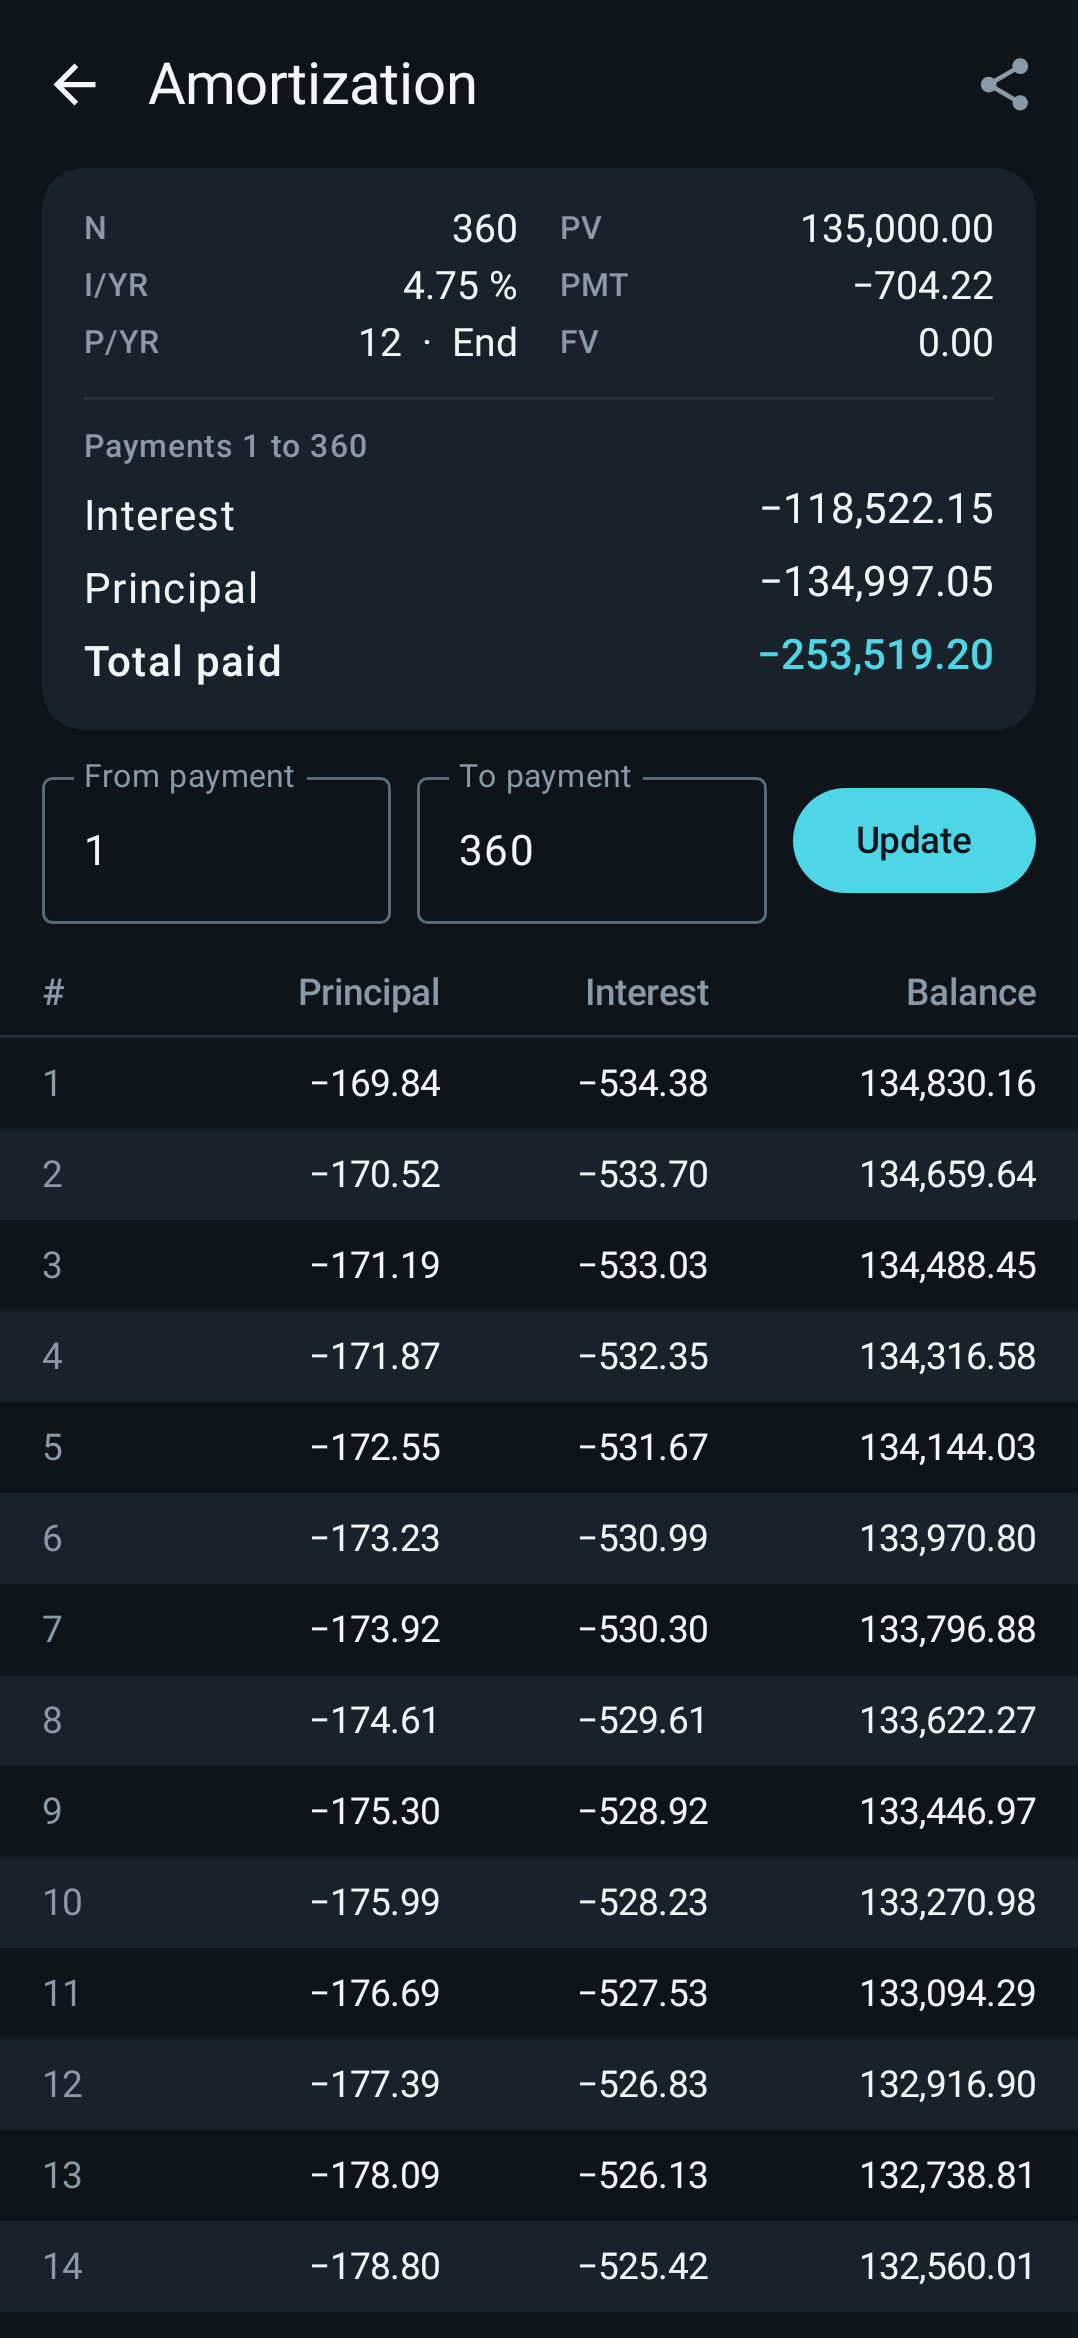 Amortization
N 360 PV 135,000.00
I/YR 4.75 % PMT −704.22
P/YR 12 · End FV 0.00
Payments 1 to 360
Interest −118,522.15
Principal −134,997.05
Total paid −253,519.20
From payment To payment
1 360 Update
# Principal Interest Balance
1 −169.84 −534.38 134,830.16
2 −170.52 −533.70 134,659.64
3 −171.19 −533.03 134,488.45
4 −171.87 −532.35 134,316.58
5 −172.55 −531.67 134,144.03
6 −173.23 −530.99 133,970.80
7 −173.92 −530.30 133,796.88
8 −174.61 −529.61 133,622.27
9 −175.30 −528.92 133,446.97
10 −175.99 −528.23 133,270.98
11 −176.69 −527.53 133,094.29
12 −177.39 −526.83 132,916.90
13 −178.09 −526.13 132,738.81
14 −178.80 −525.42 132,560.01